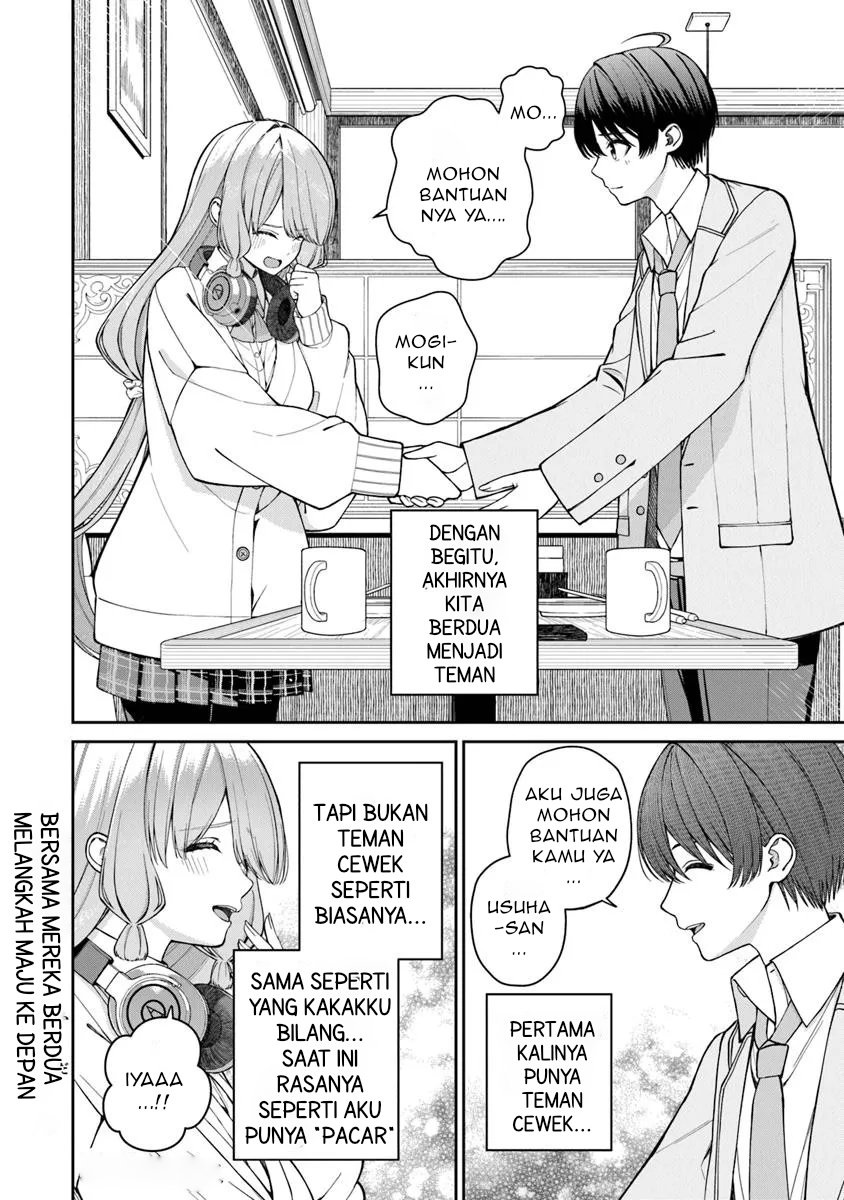 MO...
MOHON
BANTUAN
NYA YA....
MOGI-
KUN
...
DENGAN
BEGITU,
AKHIRNYA
KITA
BERDUA
MENJADI
TEMAN
AKU JUGA
MOHON
BANTUAN
KAMU YA
...
USUHA
-SAN
...
PERTAMA
KALINYA
PUNYA
TEMAN
CEWEK...
TAPI BUKAN
TEMAN
CEWEK
SEPERTI
BIASANYA...
SAMA SEPERTI
YANG KAKAKKU
BILANG...
SAAT INI
RASANYA
SEPERTI AKU
PUNYA "PACAR"
IYAAA
...!!
BERSAMA MEREKA BERDUA
MELANGKAH MAJU KE DEPAN